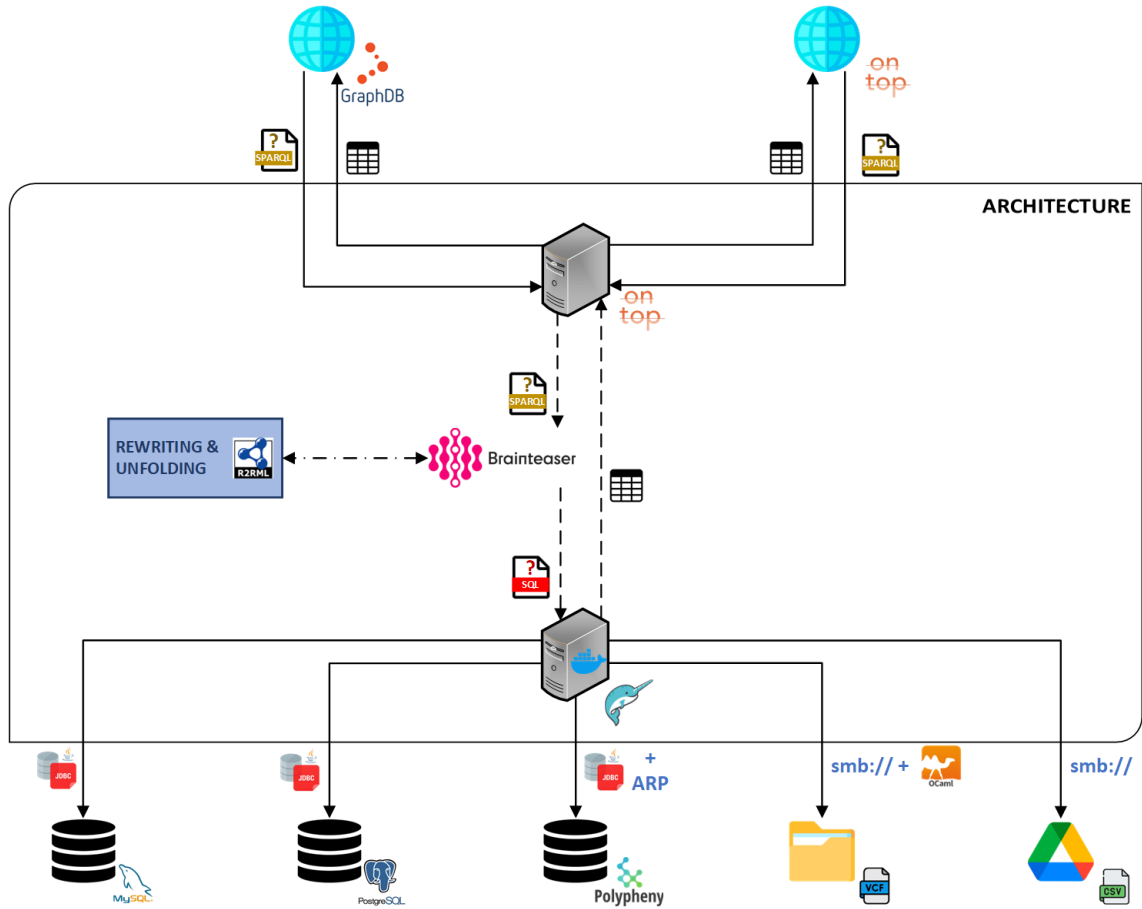 GraphDB
on
top
?
SPARQL
?
SPARQL
ARCHITECTURE
on
top
?
SPARQL
REWRITING &
UNFOLDING
R2RML
Brainteaser
?
SQL
JDBC
JDBC
JDBC
+
ARP
smb:// +
OCaml
smb://
MySQL
PostgreSQL
Polypheny
VCF
CSV